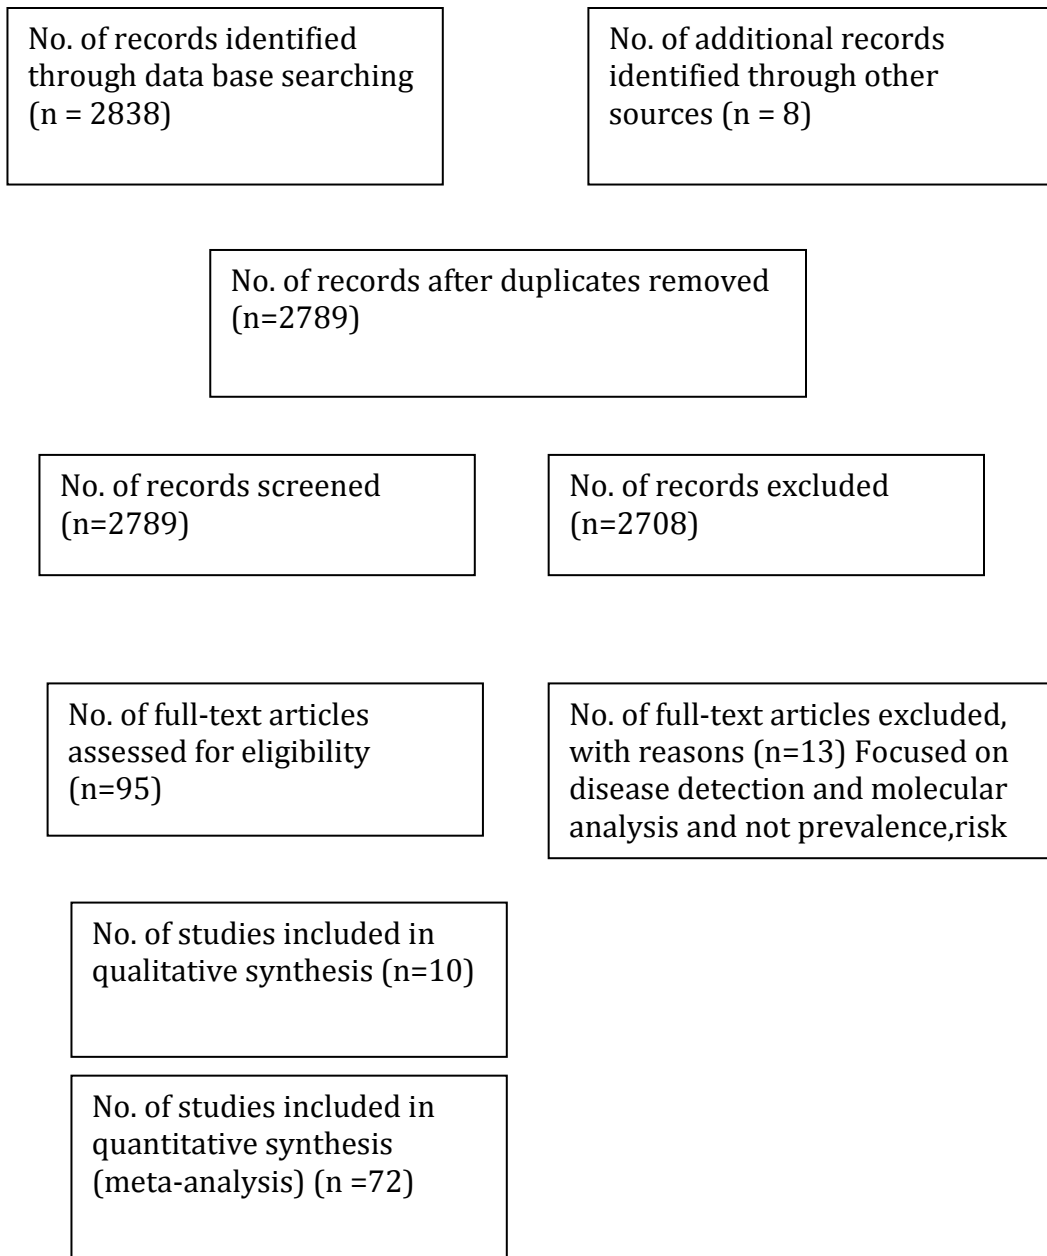 No. of records identified
through data base searching
(n = 2838)
No. of additional records
identified through other
sources (n = 8)
No. of records after duplicates removed
(n=2789)
No. of records screened
(n=2789)
No. of records excluded
(n=2708)
No. of full-text articles
assessed for eligibility
(n=95)
No. of full-text articles excluded,
with reasons (n=13) Focused on
disease detection and molecular
analysis and not prevalence,risk
No. of studies included in
qualitative synthesis (n=10)
No. of studies included in
quantitative synthesis
(meta-analysis) (n =72)